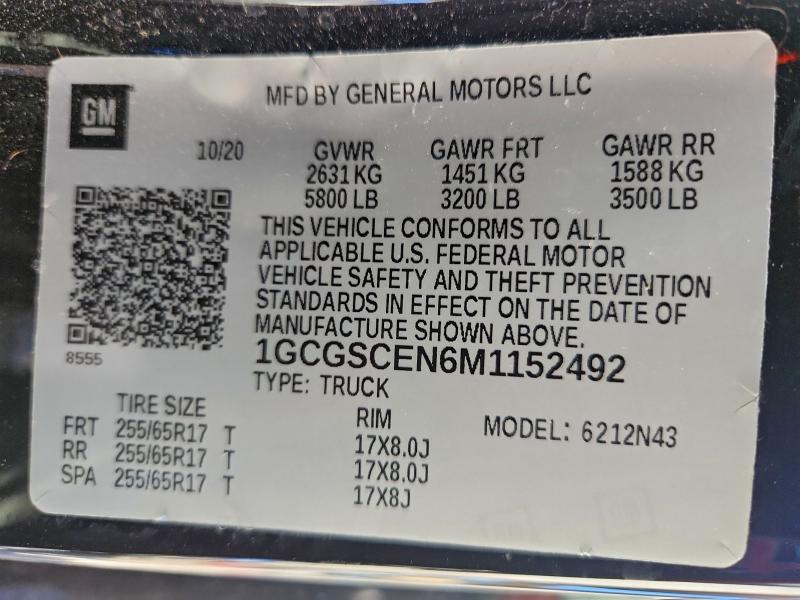 GM
MFD BY GENERAL MOTORS LLC
10/20 GVWR GAWR FRT GAWR RR
2631 KG 1451 KG 1588 KG
5800 LB 3200 LB 3500 LB
THIS VEHICLE CONFORMS TO ALL
APPLICABLE U.S. FEDERAL MOTOR
VEHICLE SAFETY AND THEFT PREVENTION
STANDARDS IN EFFECT ON THE DATE OF
MANUFACTURE SHOWN ABOVE.
8555
1GCGSCEN6M1152492
TYPE: TRUCK
TIRE SIZE RIM MODEL: 6212N43
FRT 255/65R17 T 17X8.0J
RR 255/65R17 T 17X8.0J
SPA 255/65R17 T 17X8J